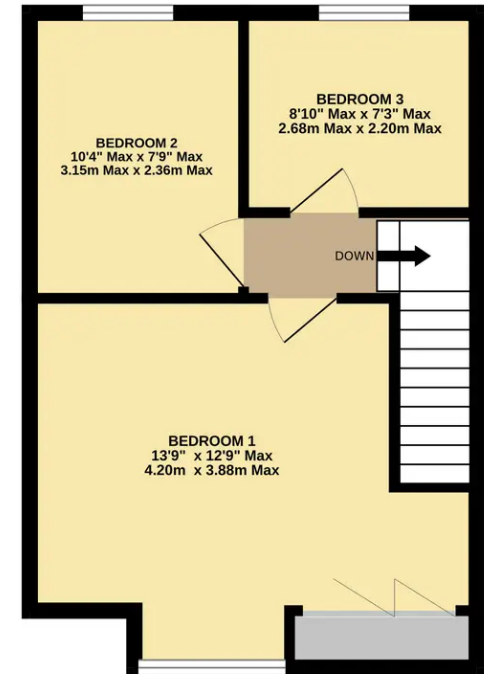 BEDROOM 2
10'4" Max x 7'9" Max
3.15m Max x 2.36m Max
BEDROOM 3
8'10" Max x 7'3" Max
2.68m Max x 2.20m Max
DOWN
BEDROOM 1
13'9" x 12'9" Max
4.20m x 3.88m Max